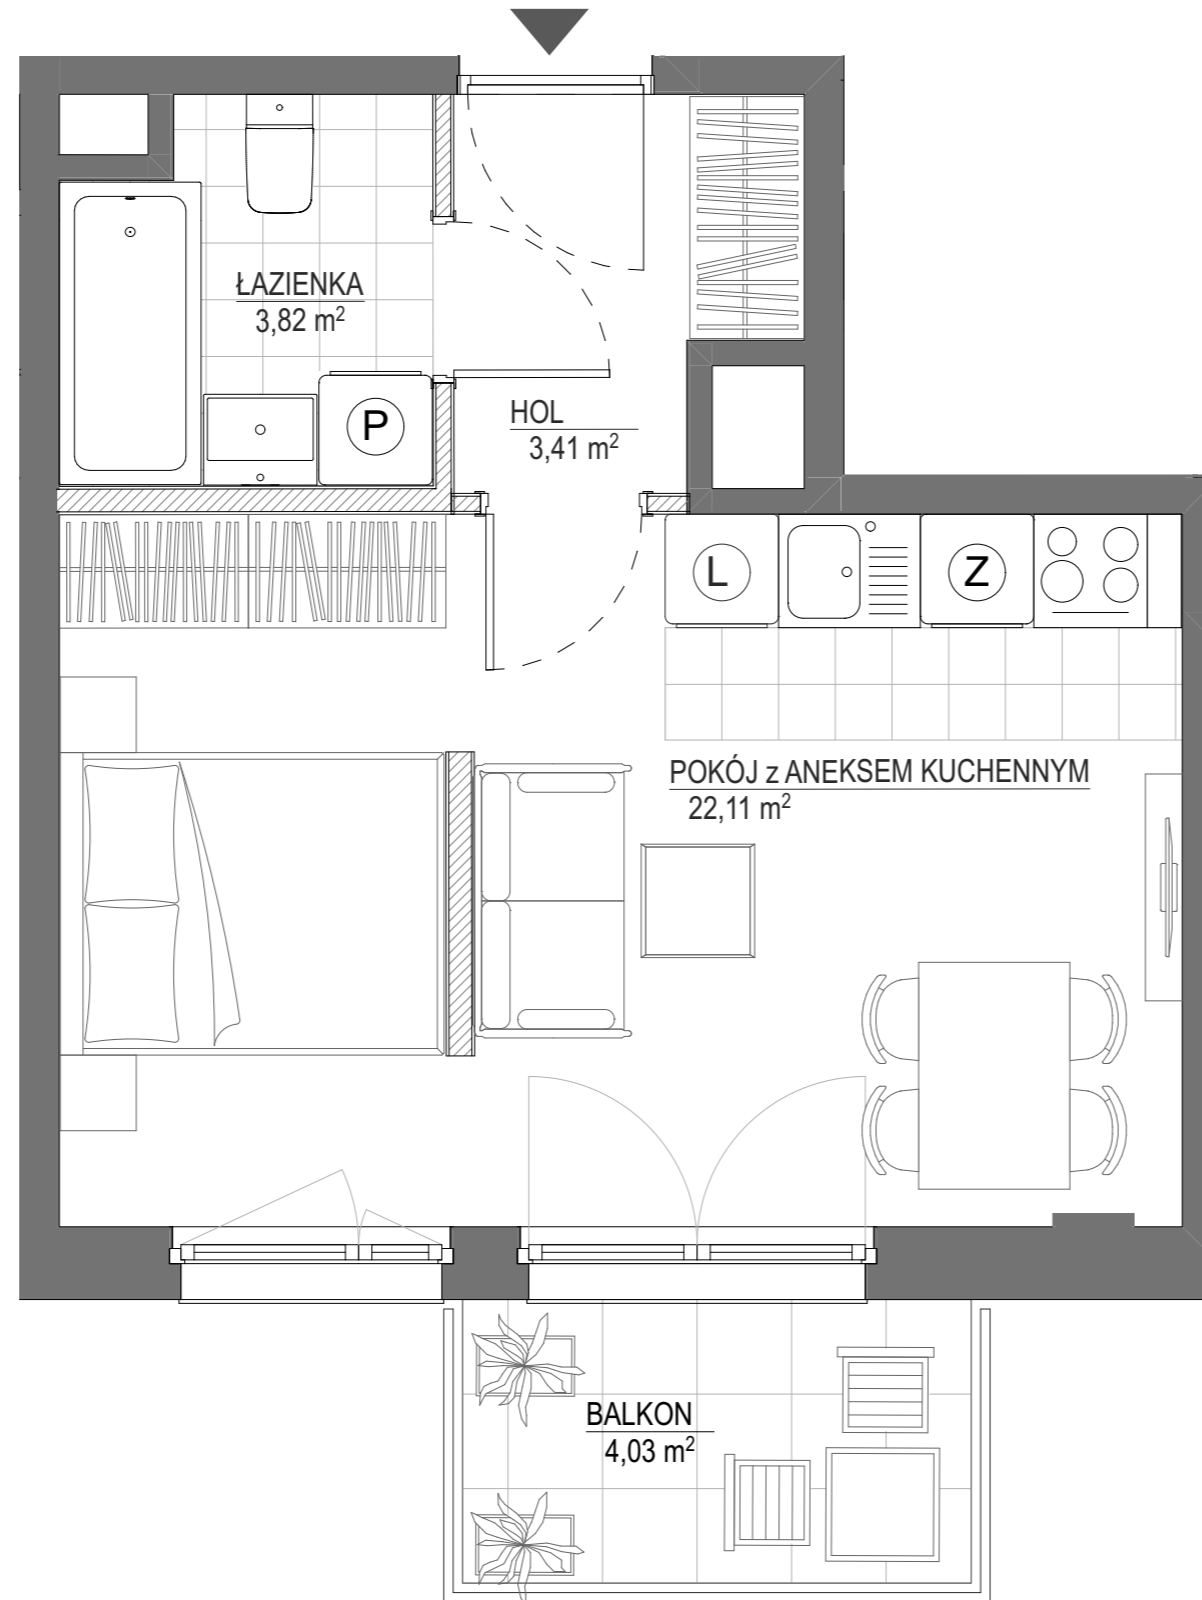 ŁAZIENKA
3,82 m²
P
HOL
3,41 m²
L
Z
POKÓJ z ANEKSEM KUCHENNYM
22,11 m²
BALKON
4,03 m²